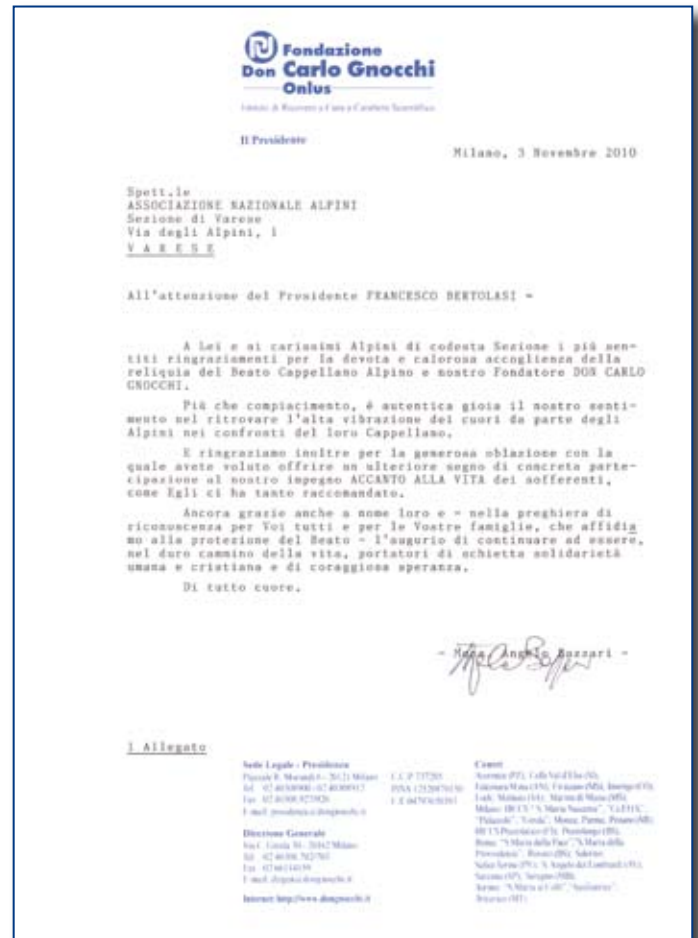 Fondazione
Don Carlo Gnocchi
Onlus
Istituto di Ricovero e Cura a Carattere Scientifico
Il Presidente
Milano, 3 Novembre 2010
Spett.le
ASSOCIAZIONE NAZIONALE ALPINI
Sezione di Varese
Via degli Alpini, 1
V A R E S E
All'attenzione del Presidente FRANCESCO BERTOLASI -
A Lei e ai carissimi Alpini di codesta Sezione i più sen-
titi ringraziamenti per la devota e calorosa accoglienza della
reliquia del Beato Cappellano Alpino e nostro Fondatore DON CARLO
GNOCCHI.
Più che compiacimento, é autentica gioia il nostro senti-
mento nel ritrovare l'alta vibrazione dei cuori da parte degli
Alpini nei confronti del loro Cappellano.
E ringraziamo inoltre per la generosa oblazione con la
quale avete voluto offrire un ulteriore segno di concreta parte-
cipazione al nostro impegno ACCANTO ALLA VITA dei sofferenti,
come Egli ci ha tanto raccomandato.
Ancora grazie anche a nome loro e - nella preghiera di
riconoscenza per Voi tutti e per le Vostre famiglie, che affidia
mo alla protezione del Beato - l'augurio di continuare ad essere,
nel duro cammino della vita, portatori di schietta solidarietà
umana e cristiana e di coraggiosa speranza.
Di tutto cuore.
- Mons. Angelo Bazzari -
1 Allegato
Sede Legale - Presidenza
Direzione Generale
Internet http://www.dongnocchi.it
Centri